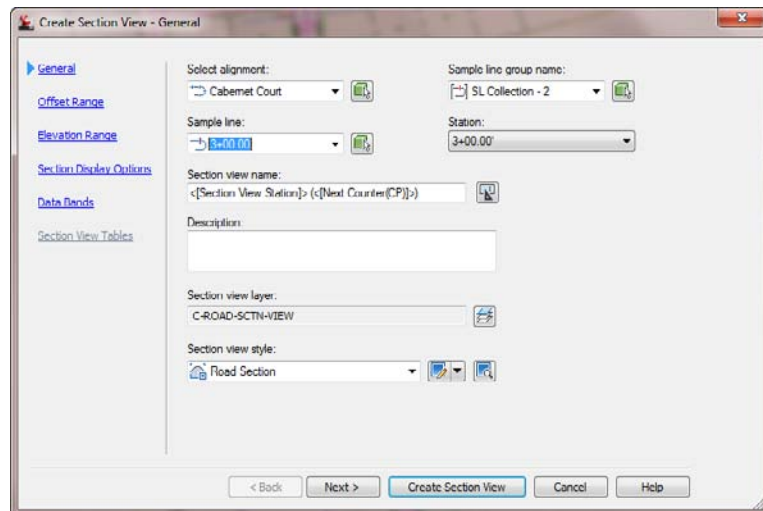 Create Section View - General
General
Offset Range
Elevation Range
Section Display Options
Data Bands
Section View Tables
Select alignment:
Cabernet Court
Sample line group name:
SL Collection - 2
Sample line:
3+00.00
Station:
3+00.00'
Section view name:
<[Section View Station]> (<[Next Counter(CP)]>)
Description:
Section view layer:
C-ROAD-SCTN-VIEW
Section view style:
Road Section
< Back
Next >
Create Section View
Cancel
Help